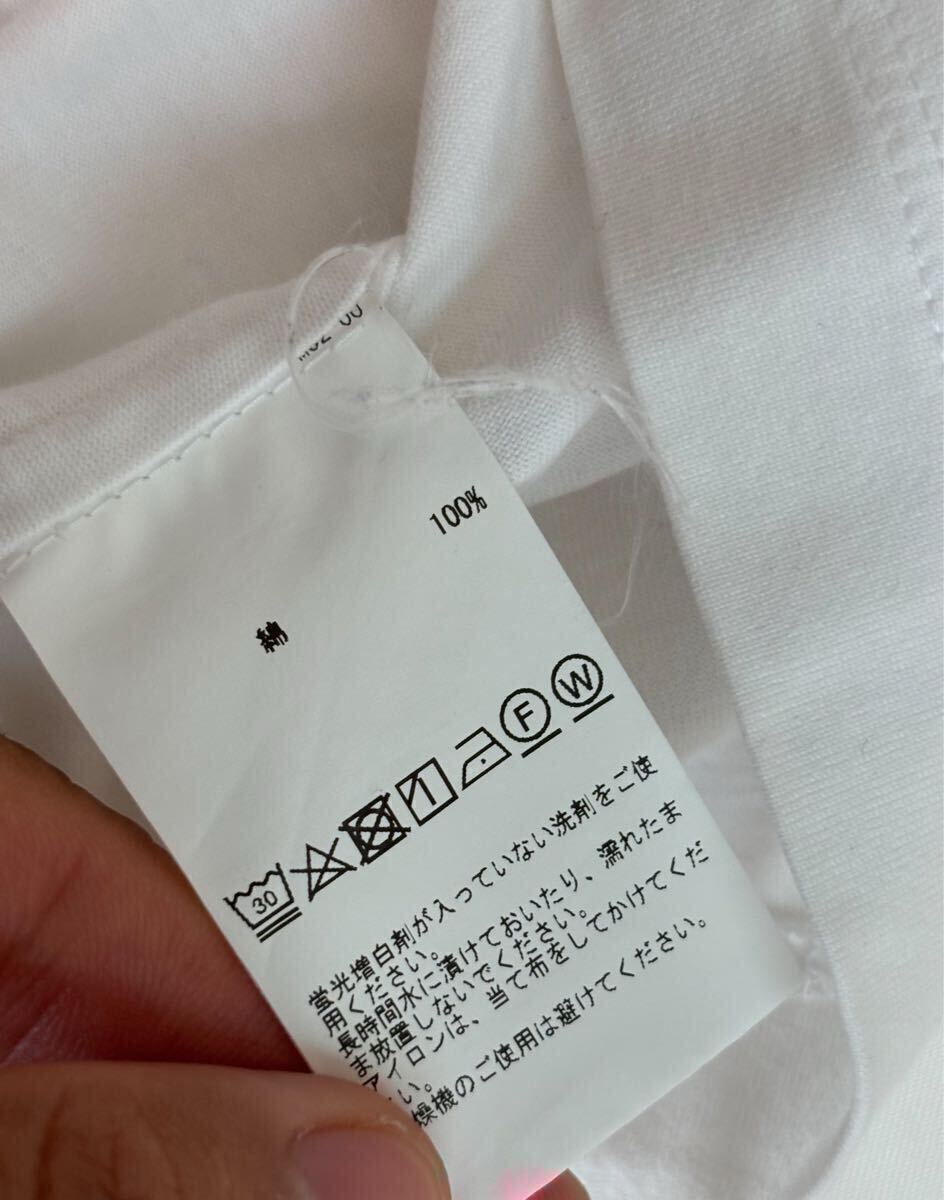 100%
綿
30
F
W
蛍光増白剤が入っていない洗剤をご使
用ください。
長時間水に漬けておいたり、濡れたま
ま放置しないでください。
アイロンは、当て布をしてかけてくだ
さい。
燥機のご使用は避けてください。